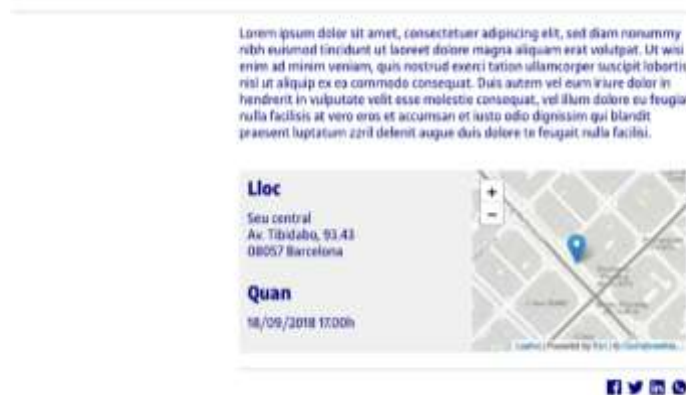 Lorem ipsum dolor sit amet, consectetuer adipiscing elit, sed diam nonummy
nibh euismod tincidunt ut laoreet dolore magna aliquam erat volutpat. Ut wisi
enim ad minim veniam, quis nostrud exerci tation ullamcorper suscipit lobortis
nisl ut aliquip ex ea commodo consequat. Duis autem vel eum iriure dolor in
hendrerit in vulputate velit esse molestie consequat, vel illum dolore eu feugia
nulla facilisis at vero eros et accumsan et iusto odio dignissim qui blandit
praesent luptatum zzril delenit augue duis dolore te feugait nulla facilisi.
Lloc
Seu central
Av. Tibidabo, 93.43
08057 Barcelona
Quan
18/09/2018 17.00h
+
−
Leaflet | Powered by Esri | ©